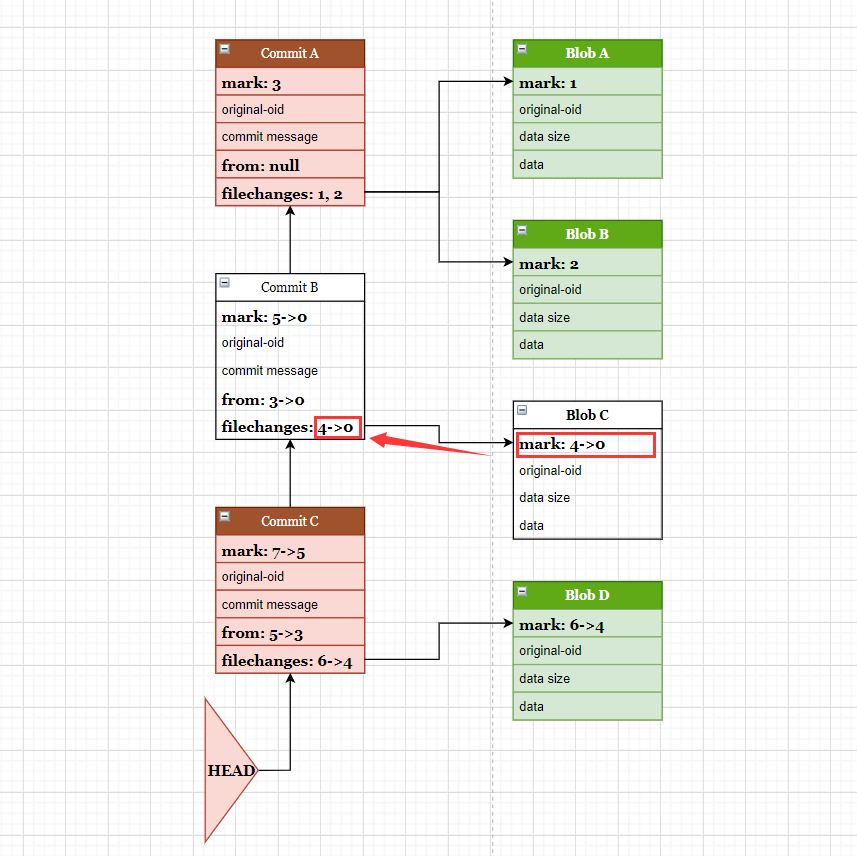 Commit A
mark: 3
original-oid
commit message
from: null
filechanges: 1, 2
Blob A
mark: 1
original-oid
data size
data
Blob B
mark: 2
original-oid
data size
data
Commit B
mark: 5->0
original-oid
commit message
from: 3->0
filechanges: 4->0
Blob C
mark: 4->0
original-oid
data size
data
Commit C
mark: 7->5
original-oid
commit message
from: 5->3
filechanges: 6->4
Blob D
mark: 6->4
original-oid
data size
data
HEAD